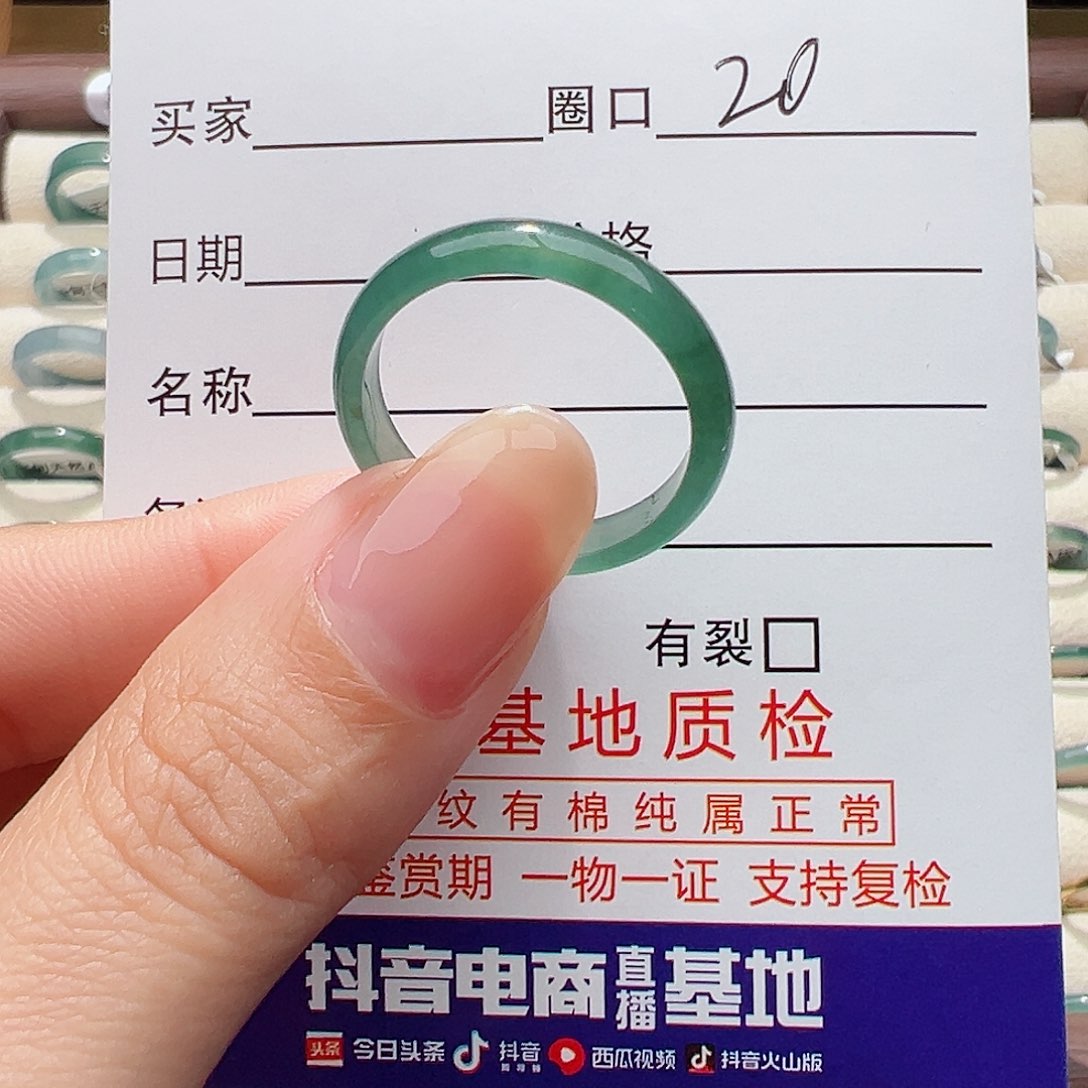 买家 圈口 20
日期 格
名称
有裂
基地质检
纹有棉纯属正常
鉴赏期 一物一证 支持复检
抖音电商直播基地
头条 今日头条 抖音 西瓜视频 抖音火山版